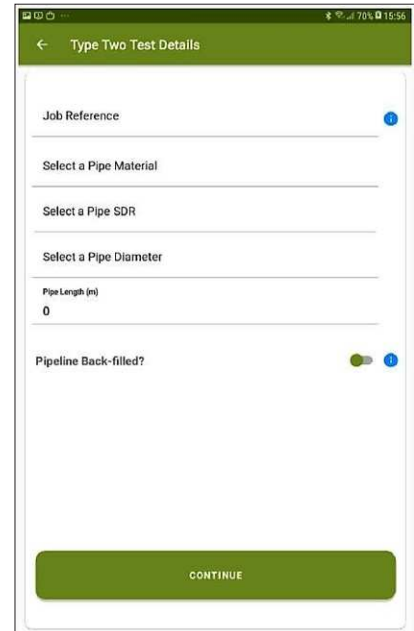 70% 15:56
Type Two Test Details
Job Reference
Select a Pipe Material
Select a Pipe SDR
Select a Pipe Diameter
Pipe Length (m)
0
Pipeline Back-filled?
CONTINUE